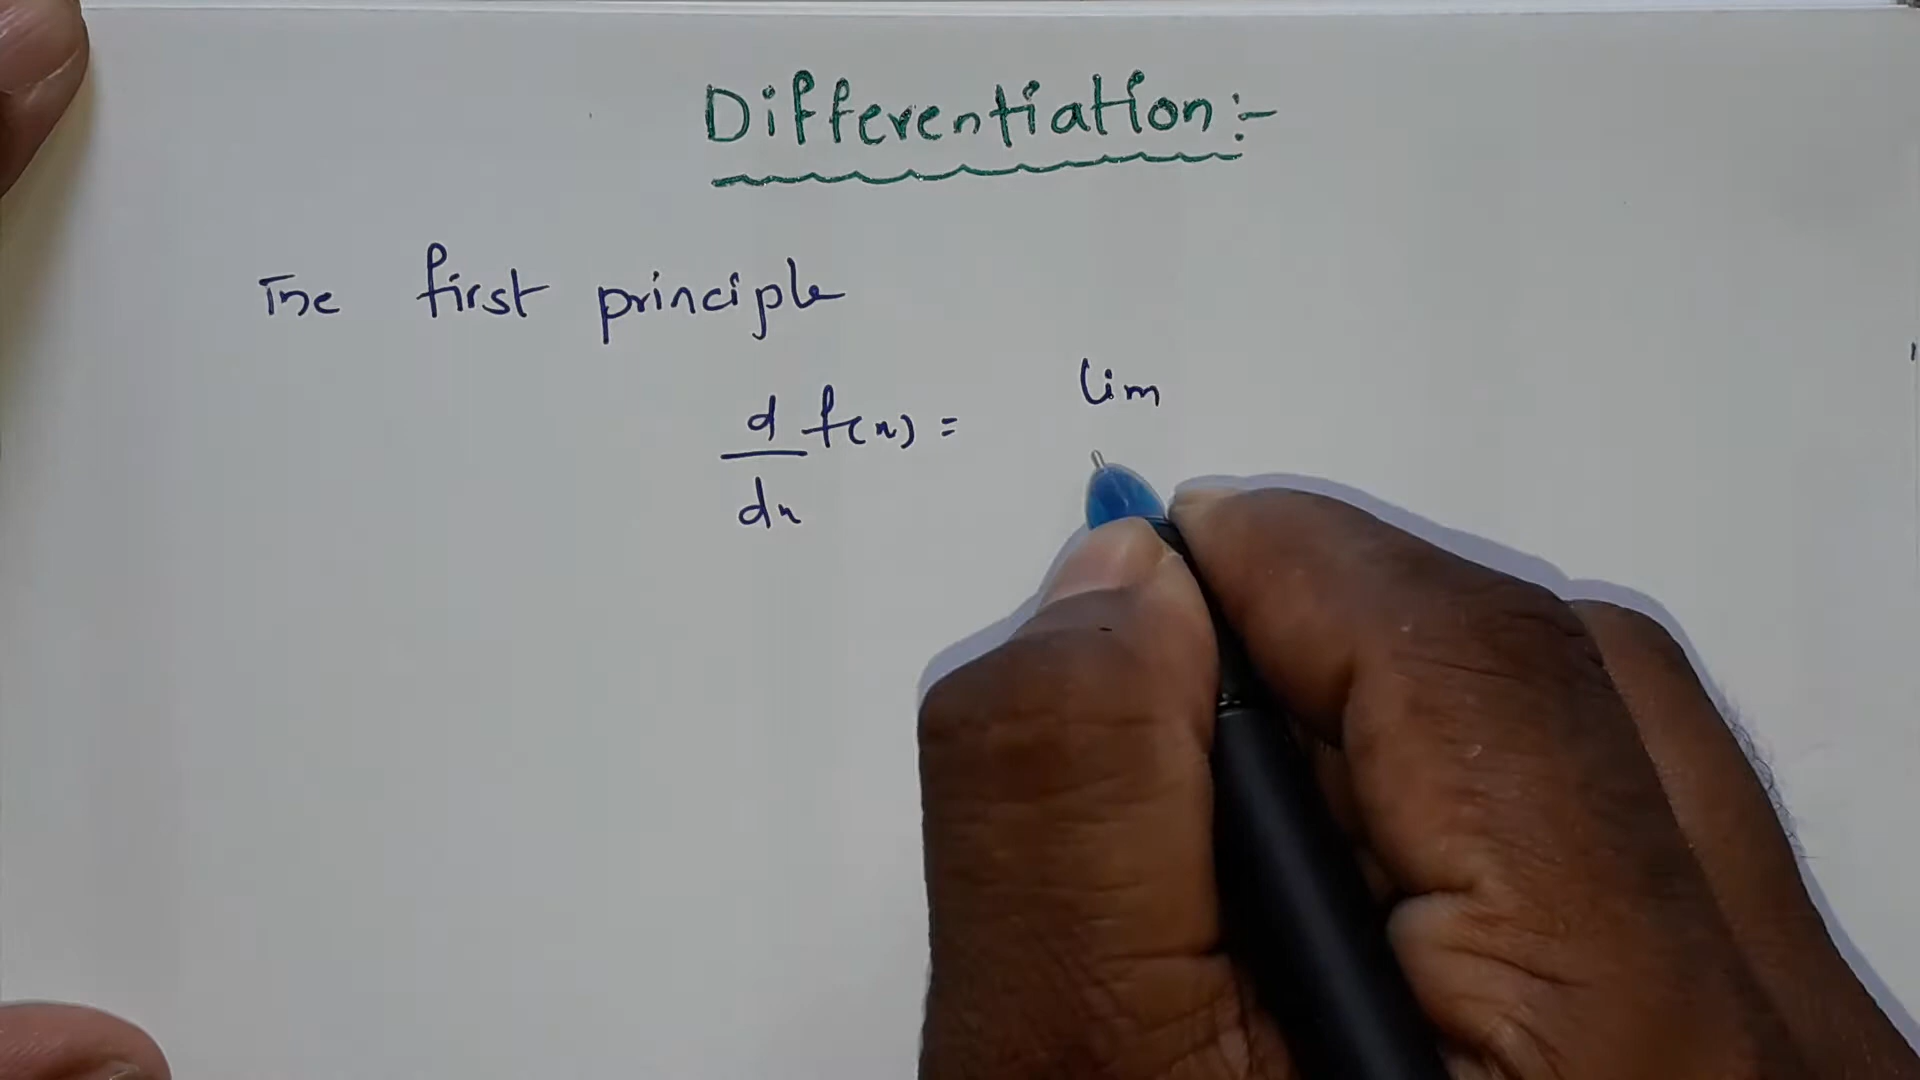 Differentiation:-
The first principle
d/dx f(x) = lim